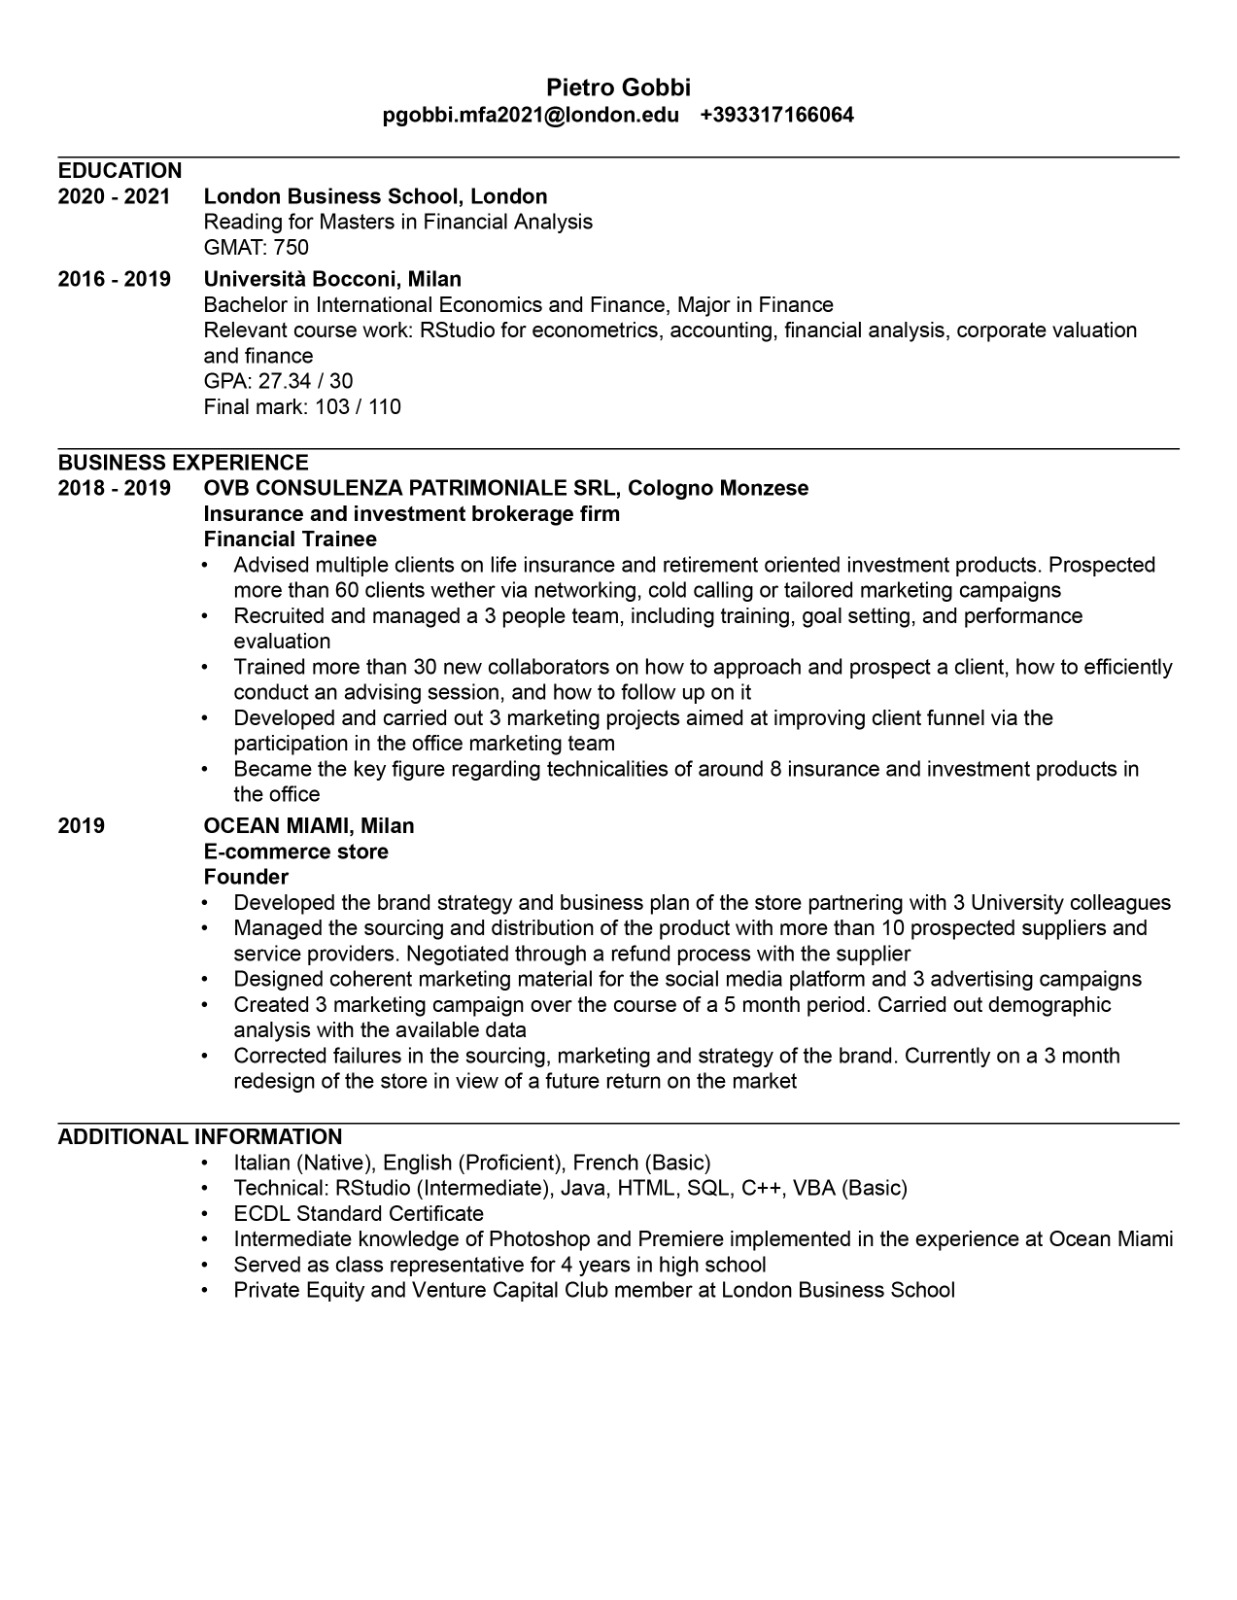 Pietro Gobbi
pgobbi.mfa2021@london.edu +393317166064
EDUCATION
2020 - 2021 London Business School, London
Reading for Masters in Financial Analysis
GMAT: 750
2016 - 2019 Università Bocconi, Milan
Bachelor in International Economics and Finance, Major in Finance
Relevant course work: RStudio for econometrics, accounting, financial analysis, corporate valuation
and finance
GPA: 27.34 / 30
Final mark: 103 / 110
BUSINESS EXPERIENCE
2018 - 2019 OVB CONSULENZA PATRIMONIALE SRL, Cologno Monzese
Insurance and investment brokerage firm
Financial Trainee
• Advised multiple clients on life insurance and retirement oriented investment products. Prospected
more than 60 clients wether via networking, cold calling or tailored marketing campaigns
• Recruited and managed a 3 people team, including training, goal setting, and performance
evaluation
• Trained more than 30 new collaborators on how to approach and prospect a client, how to efficiently
conduct an advising session, and how to follow up on it
• Developed and carried out 3 marketing projects aimed at improving client funnel via the
participation in the office marketing team
• Became the key figure regarding technicalities of around 8 insurance and investment products in
the office
2019 OCEAN MIAMI, Milan
E-commerce store
Founder
• Developed the brand strategy and business plan of the store partnering with 3 University colleagues
• Managed the sourcing and distribution of the product with more than 10 prospected suppliers and
service providers. Negotiated through a refund process with the supplier
• Designed coherent marketing material for the social media platform and 3 advertising campaigns
• Created 3 marketing campaign over the course of a 5 month period. Carried out demographic
analysis with the available data
• Corrected failures in the sourcing, marketing and strategy of the brand. Currently on a 3 month
redesign of the store in view of a future return on the market
ADDITIONAL INFORMATION
• Italian (Native), English (Proficient), French (Basic)
• Technical: RStudio (Intermediate), Java, HTML, SQL, C++, VBA (Basic)
• ECDL Standard Certificate
• Intermediate knowledge of Photoshop and Premiere implemented in the experience at Ocean Miami
• Served as class representative for 4 years in high school
• Private Equity and Venture Capital Club member at London Business School